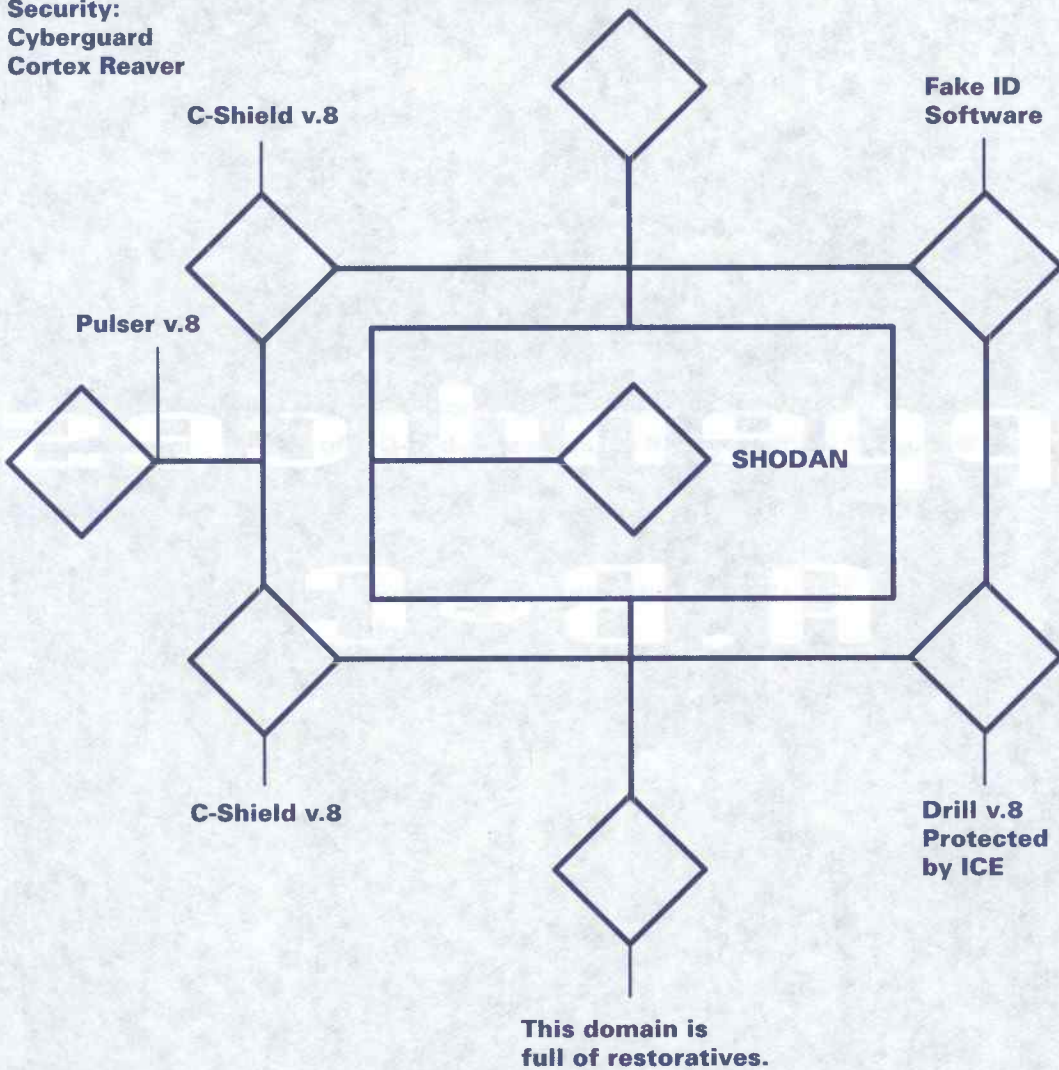 Security:
Cyberguard
Cortex Reaver
C-Shield v.8
Fake ID
Software
Pulser v.8
SHODAN
C-Shield v.8
Drill v.8
Protected
by ICE
This domain is
full of restoratives.